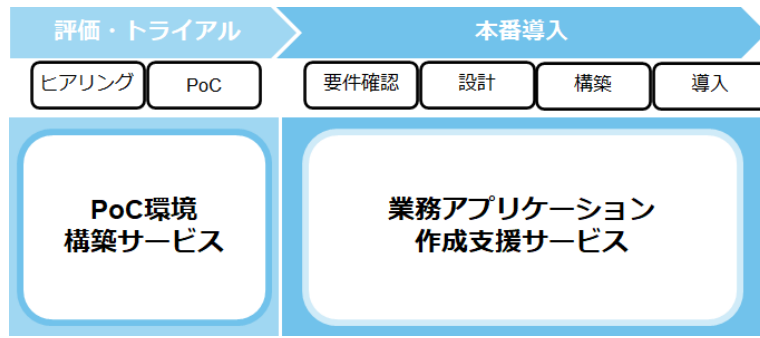 評価・トライアル
本番導入
ヒアリング
PoC
要件確認
設計
構築
導入
PoC環境
構築サービス
業務アプリケーション
作成支援サービス